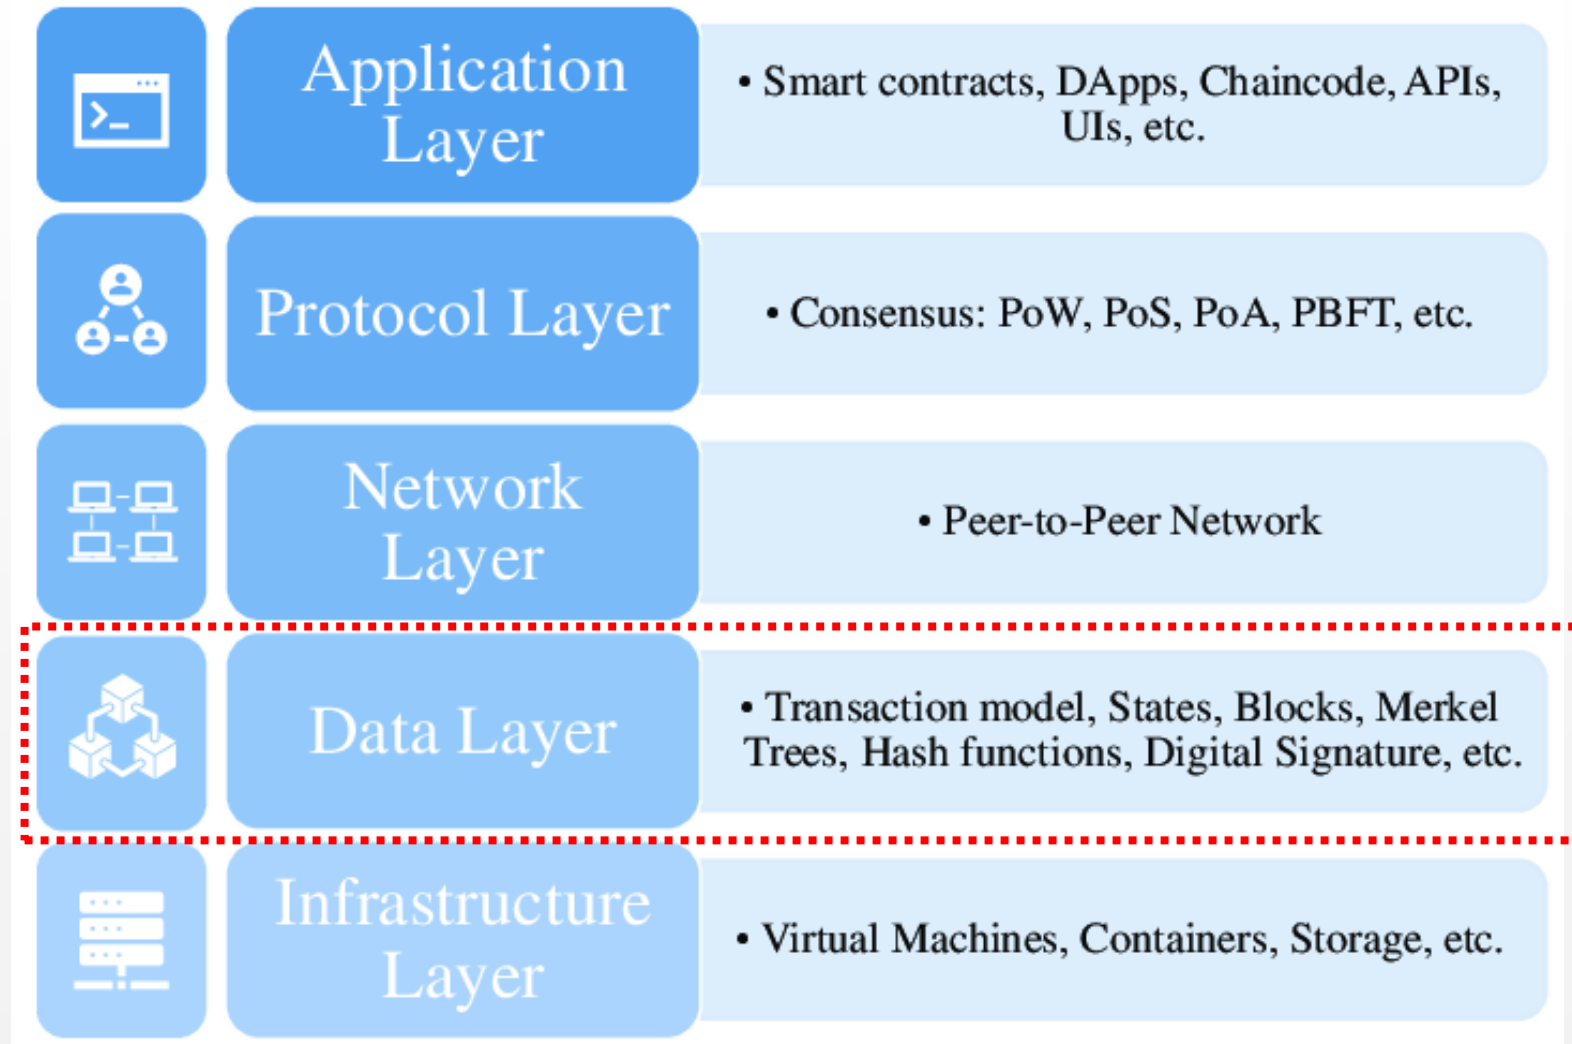 Application
Layer
• Smart contracts, DApps, Chaincode, APIs,
UIs, etc.
Protocol Layer
• Consensus: PoW, PoS, PoA, PBFT, etc.
Network
Layer
• Peer-to-Peer Network
Data Layer
• Transaction model, States, Blocks, Merkel
Trees, Hash functions, Digital Signature, etc.
Infrastructure
Layer
• Virtual Machines, Containers, Storage, etc.